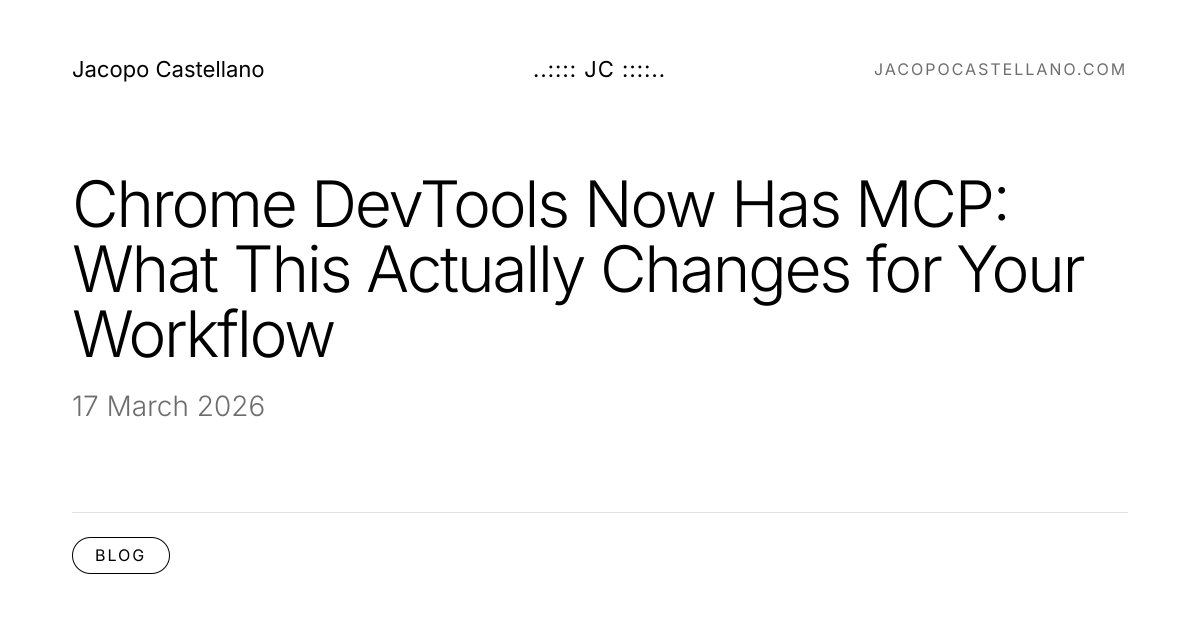 Jacopo Castellano
..:::: JC ::::..
JACOPOCASTELLANO.COM
Chrome DevTools Now Has MCP:
What This Actually Changes for Your
Workflow
17 March 2026
BLOG